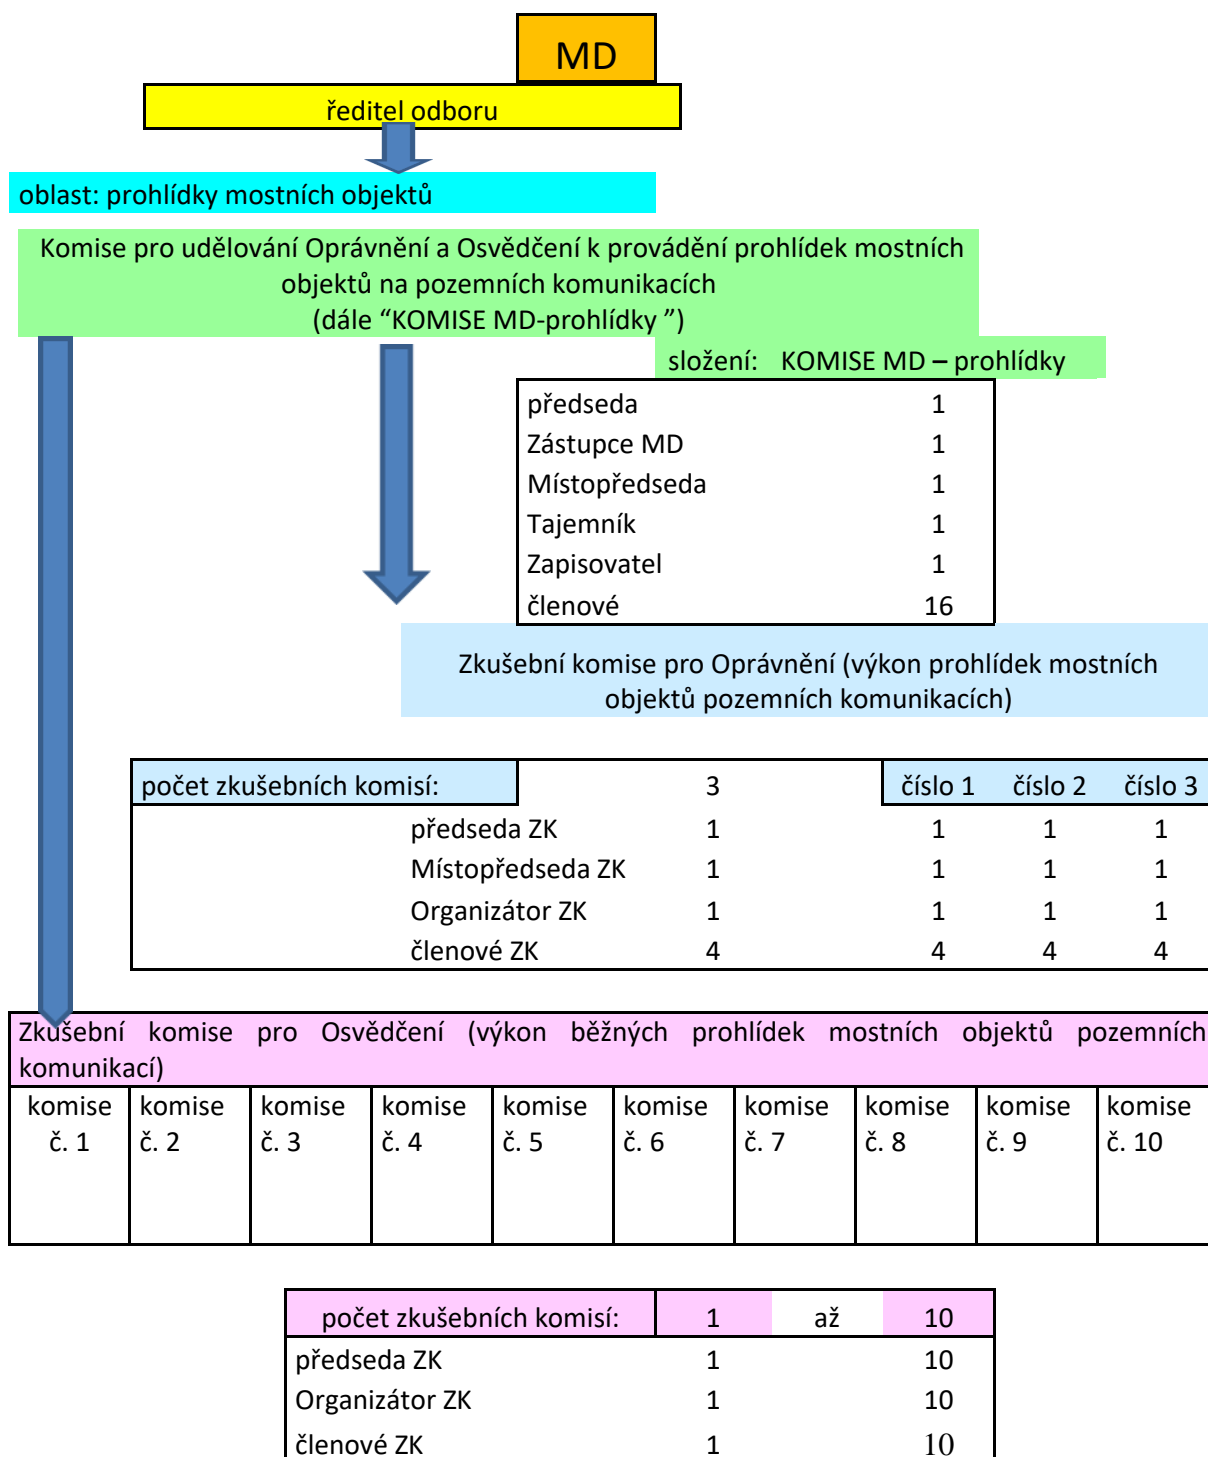 MD
ředitel odboru
oblast: prohlídky mostních objektů
Komise pro udělování Oprávnění a Osvědčení k provádění prohlídek mostních
objektů na pozemních komunikacích
(dále “KOMISE MD-prohlídky ”)
složení: KOMISE MD – prohlídky
předseda 1
Zástupce MD 1
Místopředseda 1
Tajemník 1
Zapisovatel 1
členové 16
Zkušební komise pro Oprávnění (výkon prohlídek mostních
objektů pozemních komunikacích)
počet zkušebních komisí: 3 číslo 1 číslo 2 číslo 3
předseda ZK 1 1 1 1
Místopředseda ZK 1 1 1 1
Organizátor ZK 1 1 1 1
členové ZK 4 4 4 4
Zkušební komise pro Osvědčení (výkon běžných prohlídek mostních objektů pozemních
komunikací)
komise komise komise komise komise komise komise komise komise komise
č. 1 č. 2 č. 3 č. 4 č. 5 č. 6 č. 7 č. 8 č. 9 č. 10
počet zkušebních komisí: 1 až 10
předseda ZK 1 10
Organizátor ZK 1 10
členové ZK 1 10